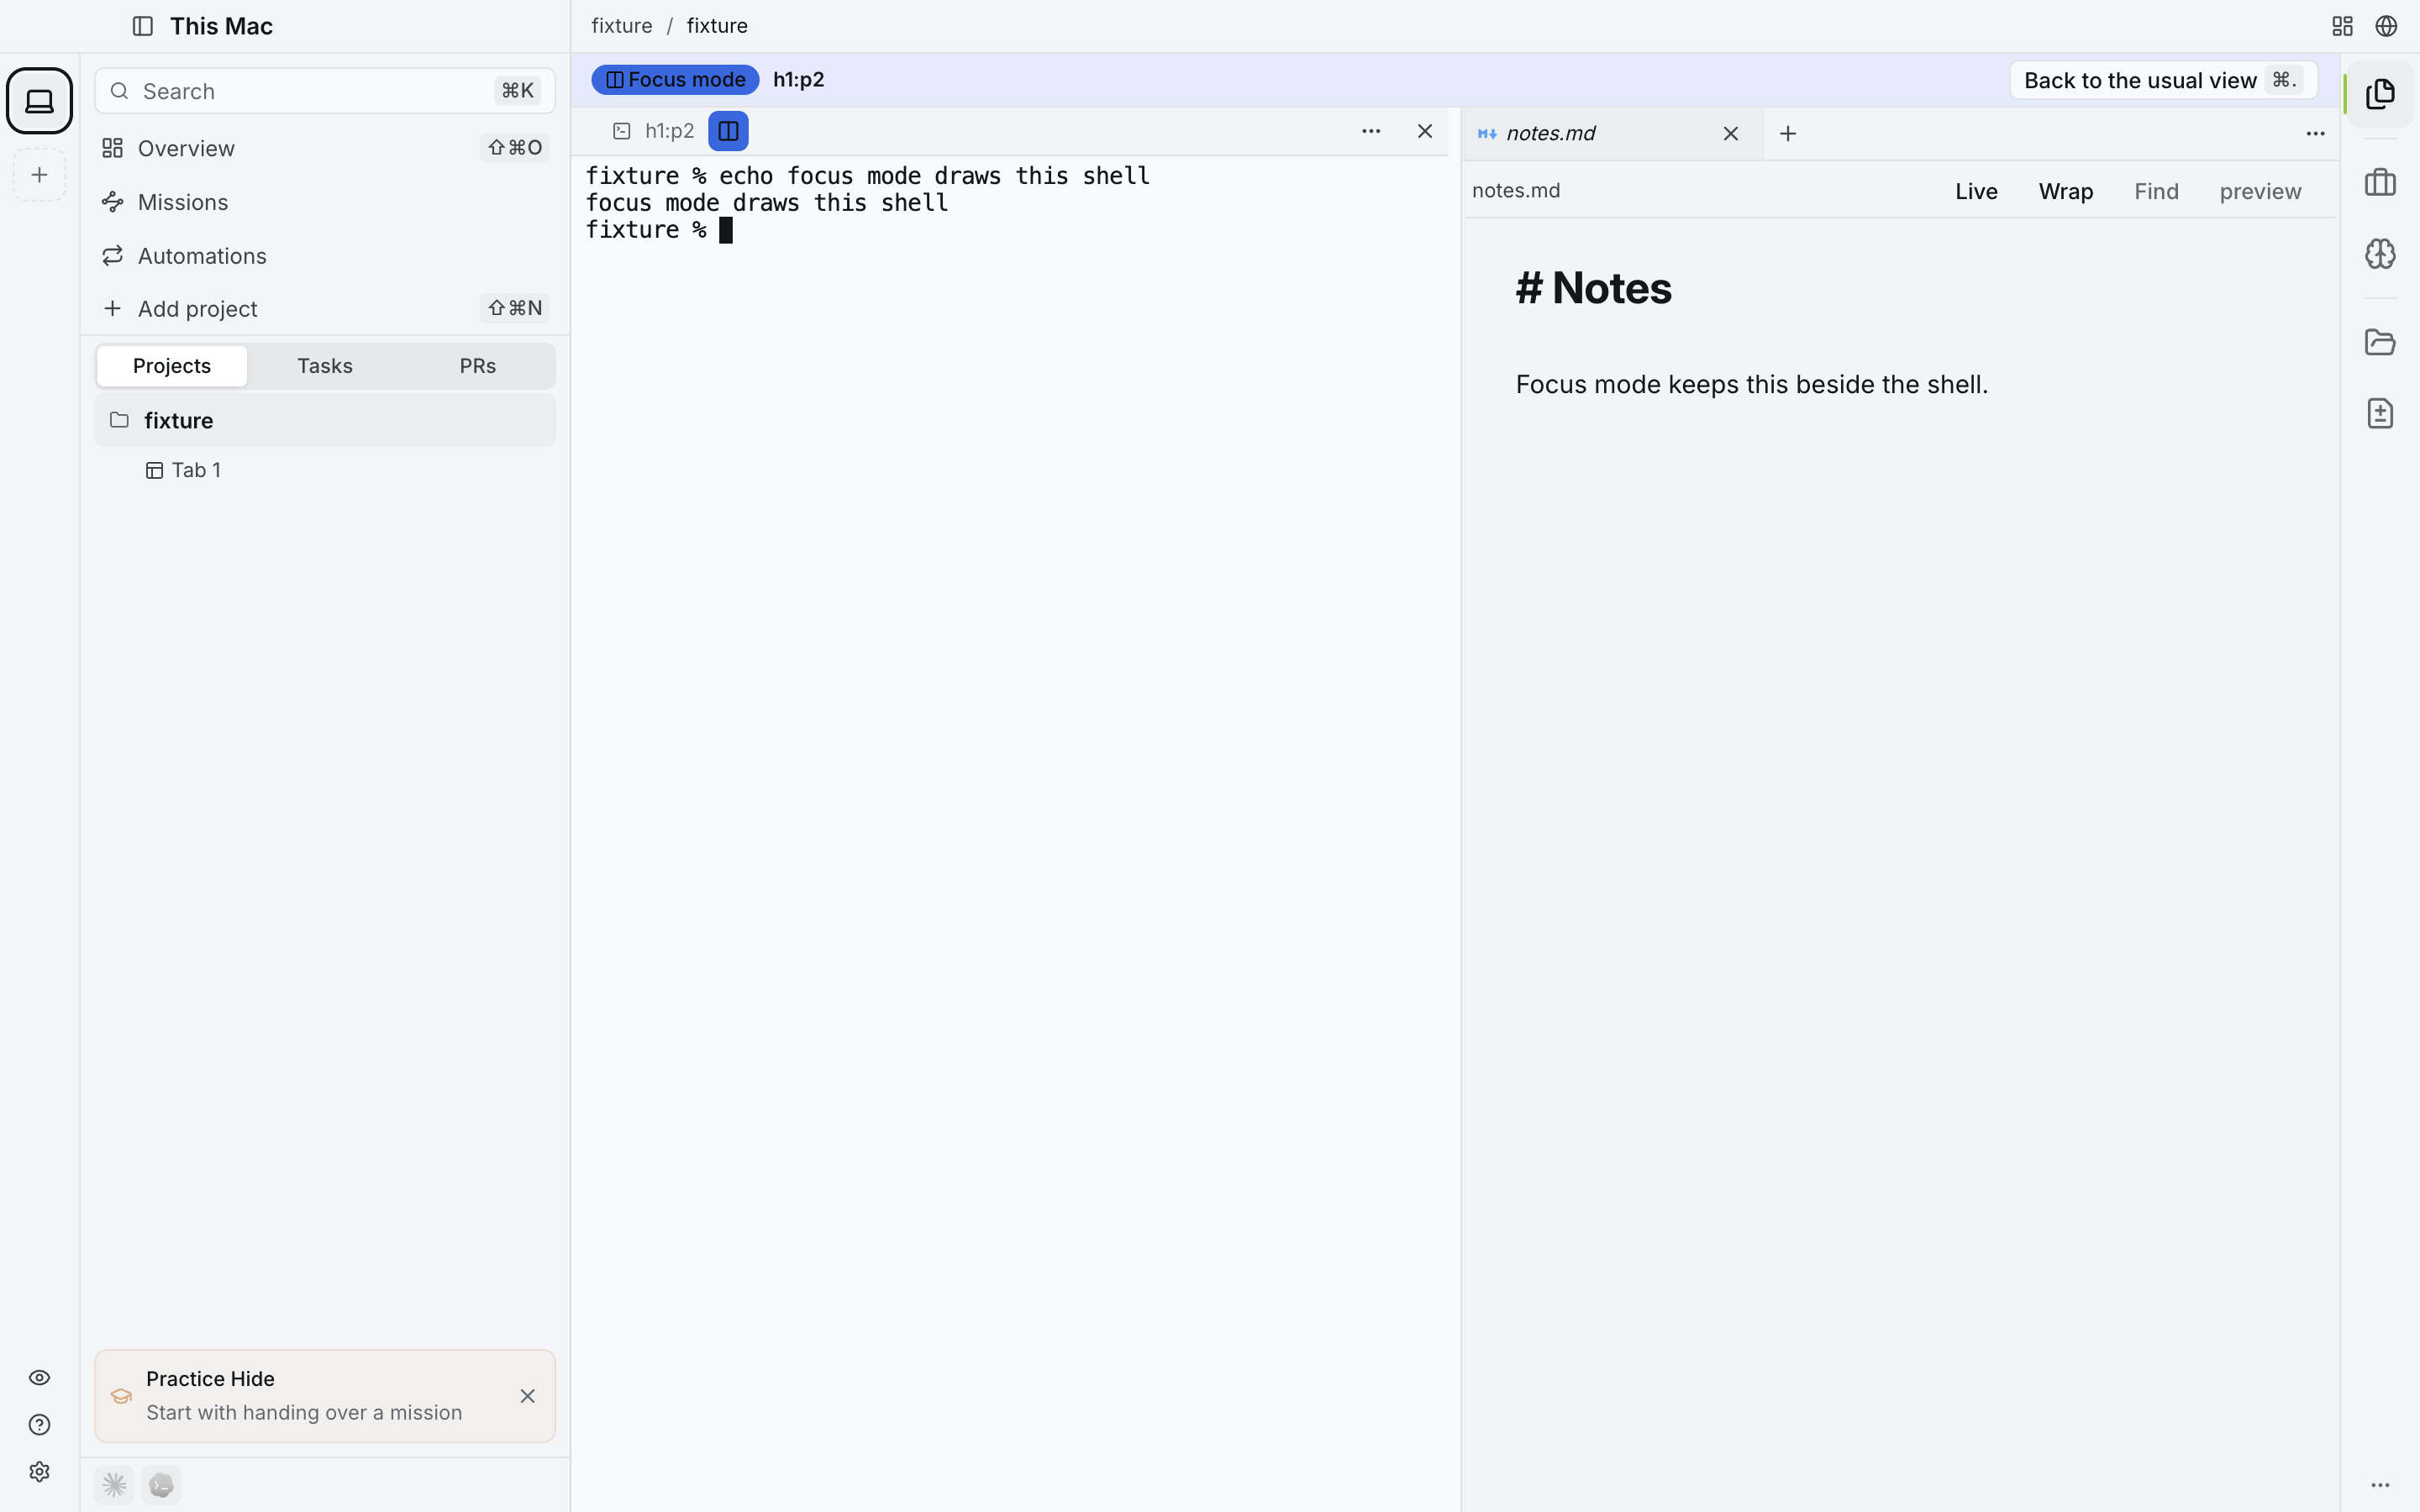 This Mac
fixture / fixture
Search ⌘K
Focus mode h1:p2
Back to the usual view ⌘.
Overview ⇧⌘O
Missions
Automations
Add project ⇧⌘N
Projects Tasks PRs
fixture
Tab 1
h1:p2
fixture % echo focus mode draws this shell
focus mode draws this shell
fixture %
notes.md
notes.md
Live Wrap Find preview
# Notes
Focus mode keeps this beside the shell.
Practice Hide
Start with handing over a mission